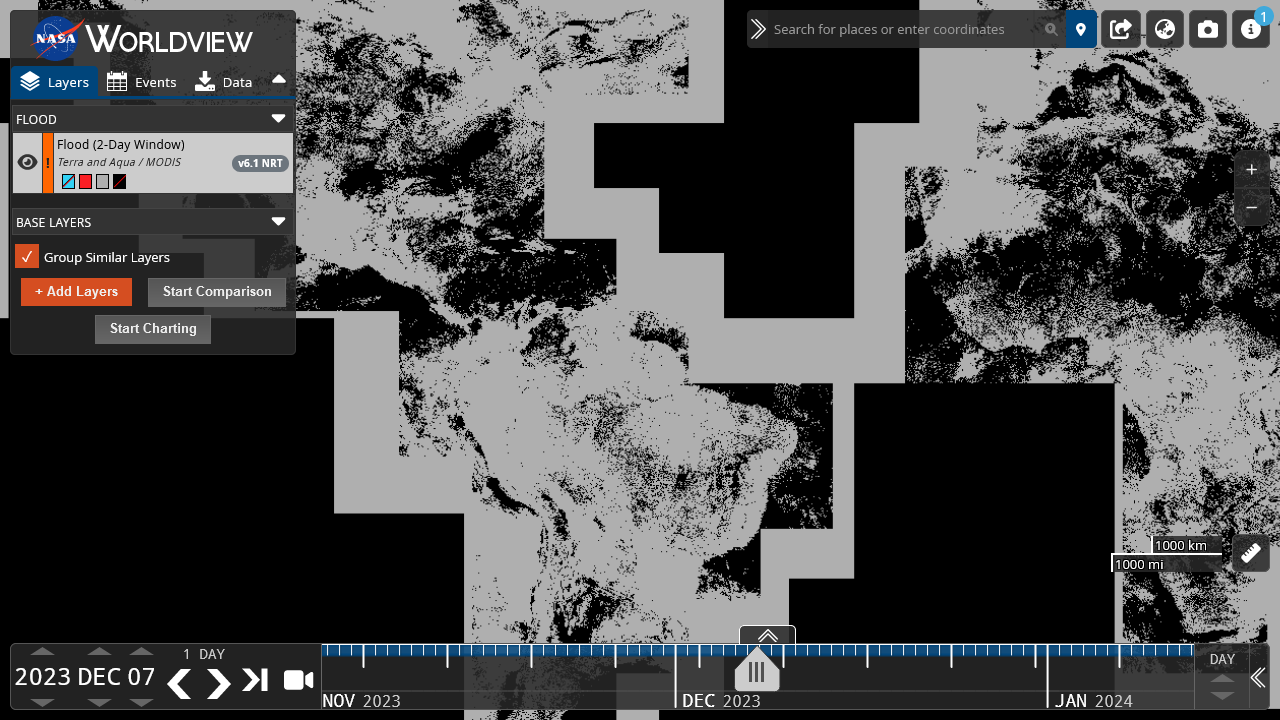 NASA WORLDVIEW
Search for places or enter coordinates
1
Layers Events Data
FLOOD
Flood (2-Day Window)
Terra and Aqua / MODIS
v6.1 NRT
!
BASE LAYERS
Group Similar Layers
+ Add Layers Start Comparison
Start Charting
+
−
1000 km
1000 mi
1 DAY
2023 DEC 07
NOV 2023 DEC 2023 JAN 2024
DAY